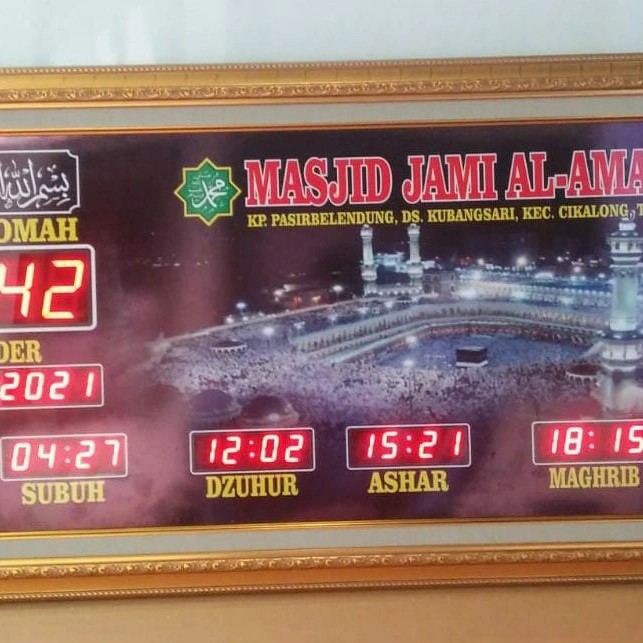 بسم الله
محمد
MASJID JAMI AL-AMA
KP. PASIRBELENDUNG, DS. KUBANGSARI, KEC. CIKALONG, T
OMAH
42
DER
2021
04:27 12:02 15:21 18:15
SUBUH DZUHUR ASHAR MAGHRIB